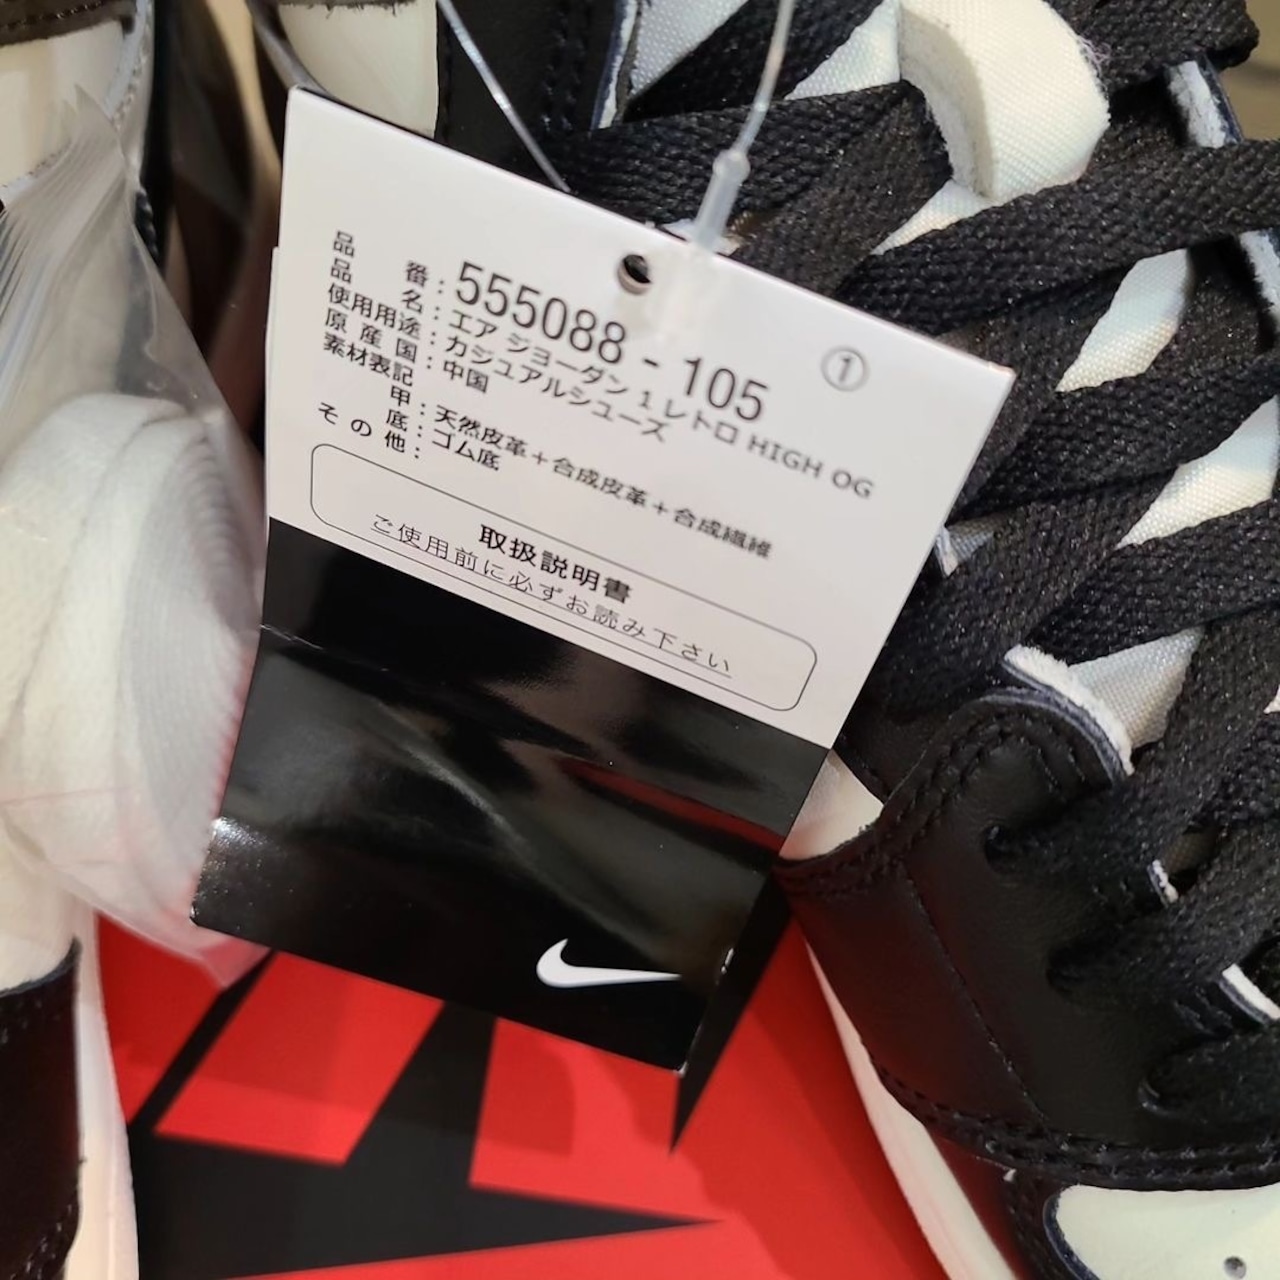 品番：555088 - 105 ①
品名：エア ジョーダン 1 レトロ HIGH OG
使用用途：カジュアルシューズ
原産国：中国
素材表記
甲：天然皮革＋合成皮革＋合成繊維
底：ゴム底
その他：
取扱説明書
ご使用前に必ずお読み下さい